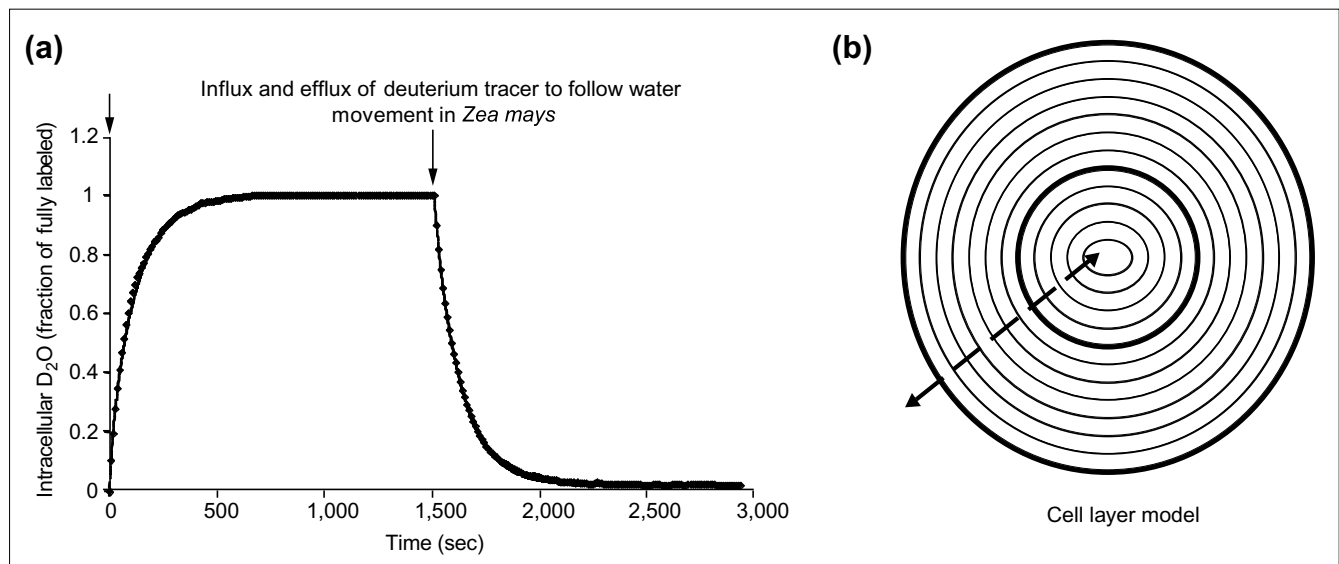 (a)
Influx and efflux of deuterium tracer to follow water
movement in Zea mays
Intracellular D₂O (fraction of fully labeled)
1.2
1
0.8
0.6
0.4
0.2
0
0
500
1,000
1,500
2,000
2,500
3,000
Time (sec)
(b)
Cell layer model